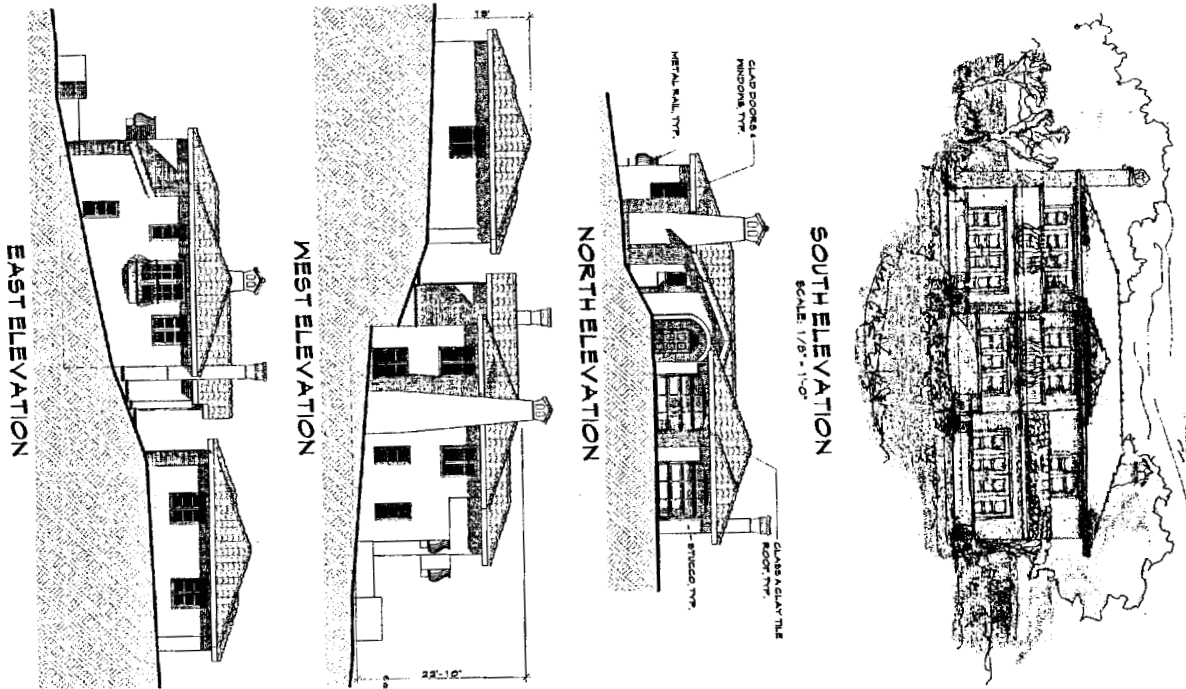 SOUTH ELEVATION
SCALE: 1/8" = 1'-0"
CLAD DOORS &
WINDOWS, TYP.
METAL RAIL, TYP.
CLASS A CLAY TILE
ROOF, TYP.
STUCCO, TYP.
NORTH ELEVATION
18'
WEST ELEVATION
22'-10"
EAST ELEVATION